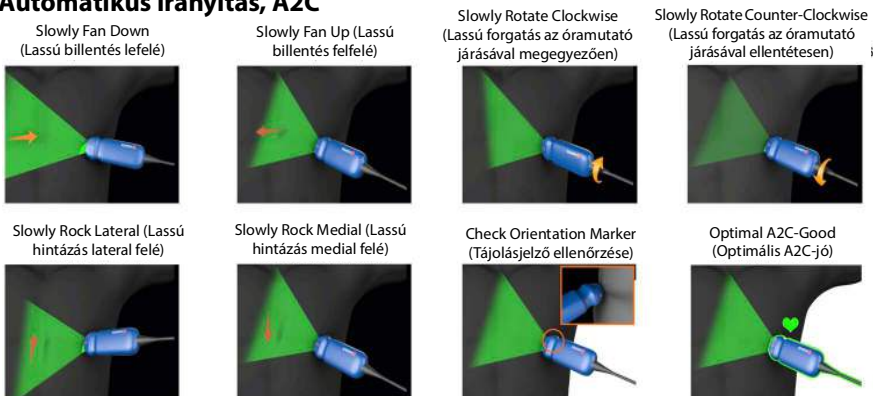 Automatikus irányítás, A2C
Slowly Fan Down
(Lassú billentés lefelé)
Slowly Fan Up (Lassú
billentés felfelé)
Slowly Rotate Clockwise
(Lassú forgatás az óramutató
járásával megegyezően)
Slowly Rotate Counter-Clockwise
(Lassú forgatás az óramutató
járásával ellentétesen)
Slowly Rock Lateral (Lassú
hintázás lateral felé)
Slowly Rock Medial (Lassú
hintázás medial felé)
Check Orientation Marker
(Tájolásjelző ellenőrzése)
Optimal A2C-Good
(Optimális A2C-jó)